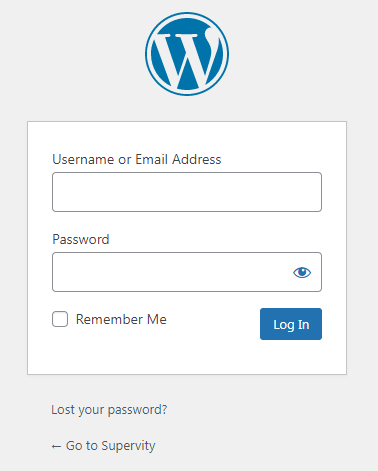 Username or Email Address
Password
Remember Me
Log In
Lost your password?
← Go to Supervity